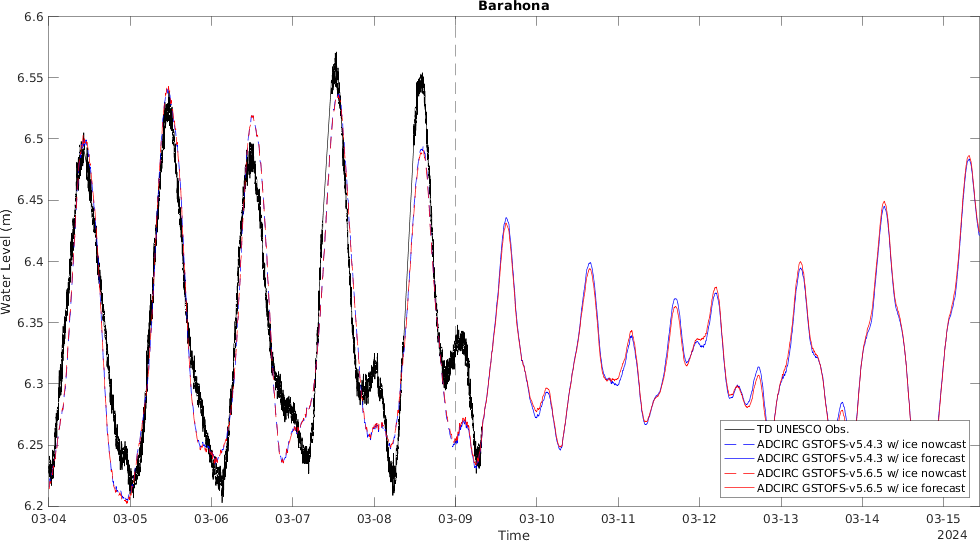 Barahona
6.6
6.55
6.5
6.45
6.4
6.35
6.3
6.25
6.2
Water Level (m)
TD UNESCO Obs.
ADCIRC GSTOFS-v5.4.3 w/ ice nowcast
ADCIRC GSTOFS-v5.4.3 w/ ice forecast
ADCIRC GSTOFS-v5.6.5 w/ ice nowcast
ADCIRC GSTOFS-v5.6.5 w/ ice forecast
03-04 03-05 03-06 03-07 03-08 03-09 03-10 03-11 03-12 03-13 03-14 03-15
Time
2024